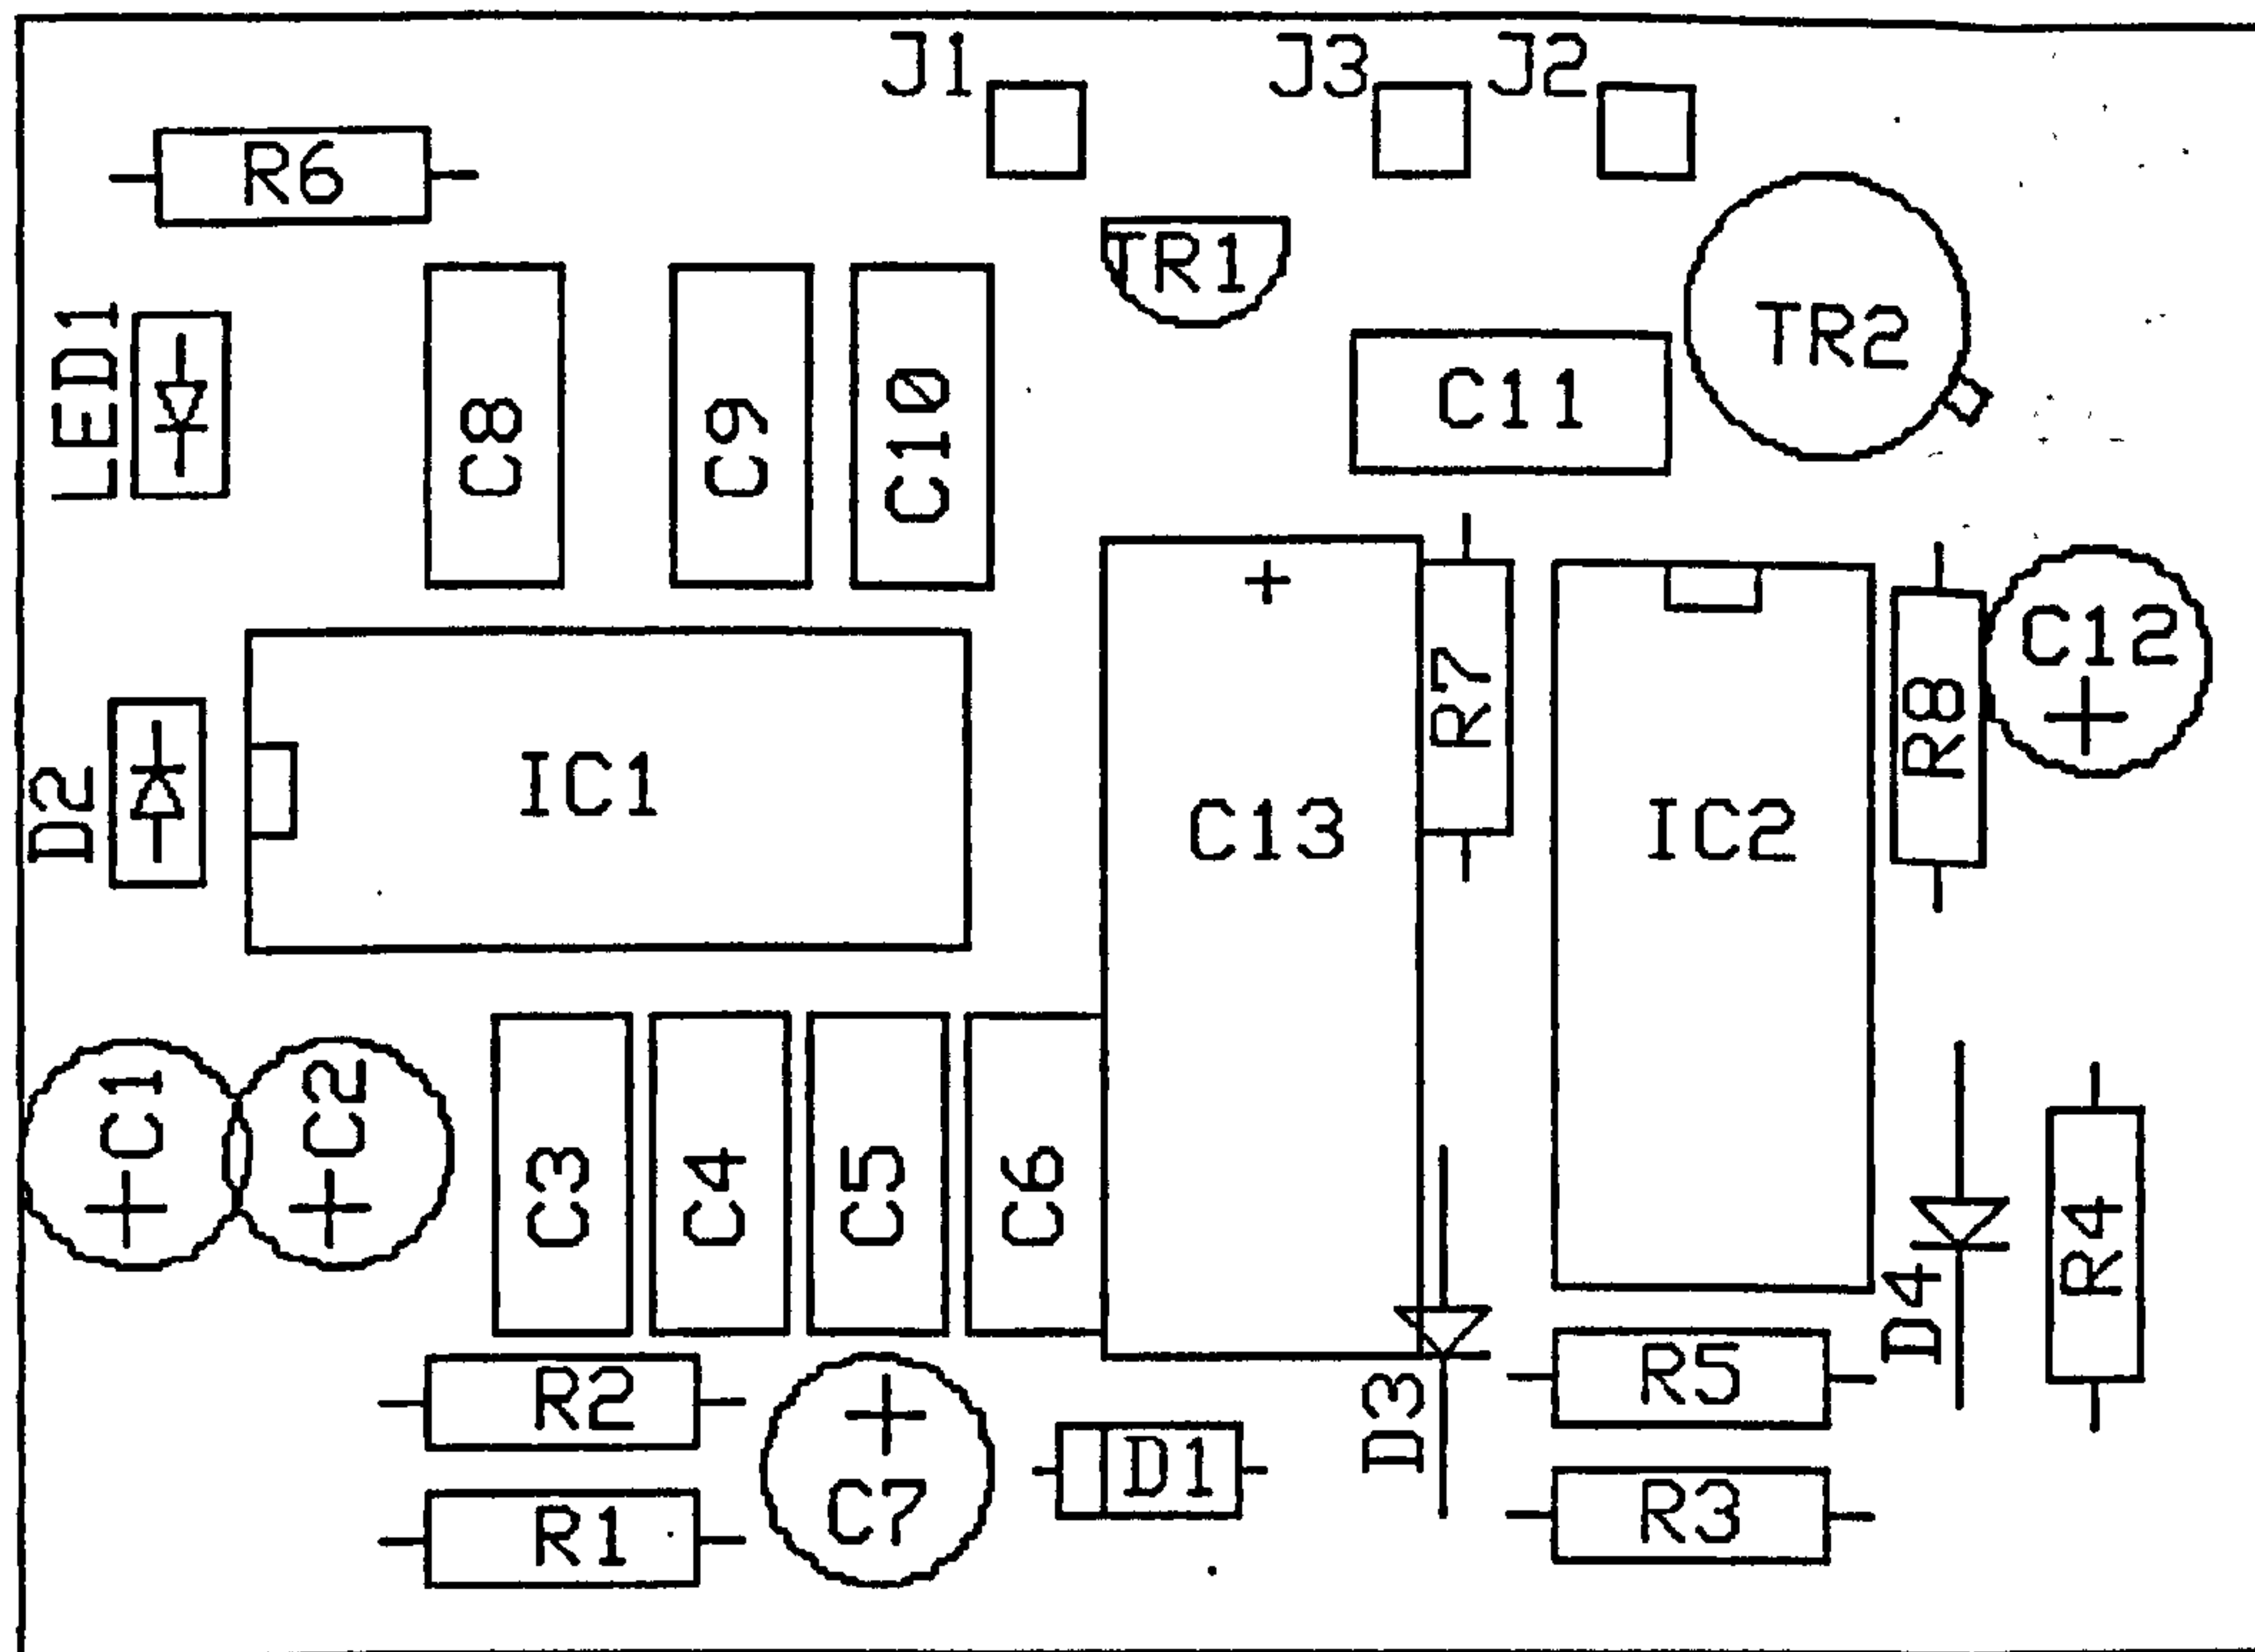 J1
J3
J2
R6
TR1
LED1
TR2
C8
C9
C10
C11
+
C12
+
R7
R8
D2
IC1
C13
IC2
C1
+
C2
+
C3
C4
C5
C6
D4
R4
R2
+
C7
D3
R5
D1
R1
R3